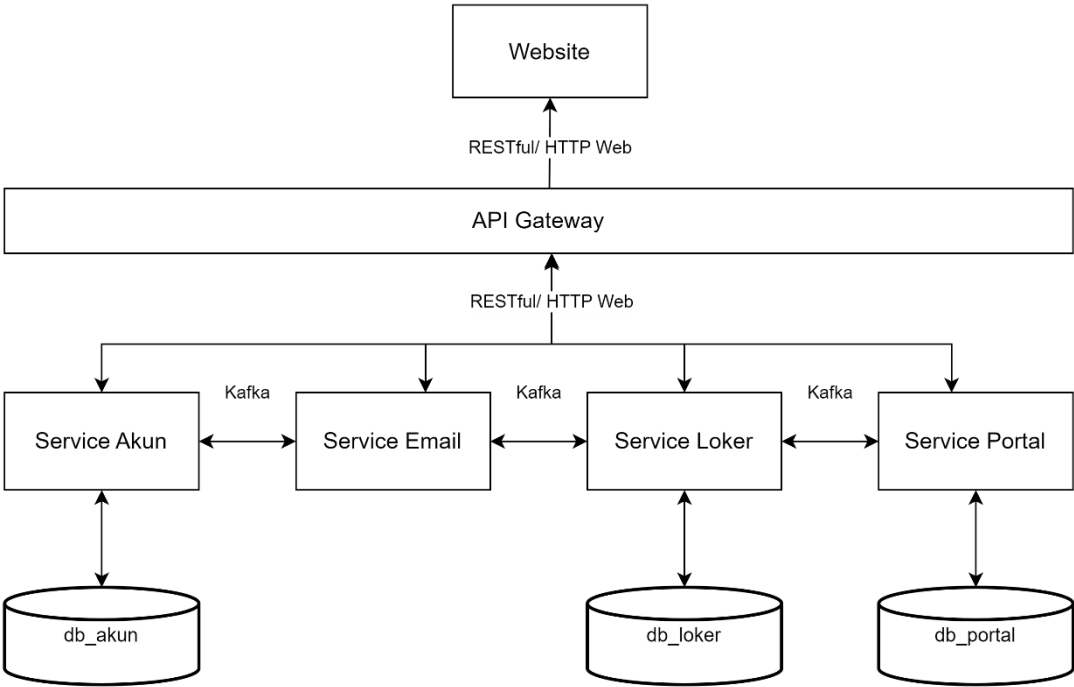 Website
RESTful/ HTTP Web
API Gateway
RESTful/ HTTP Web
Kafka
Kafka
Kafka
Service Akun
Service Email
Service Loker
Service Portal
db_akun
db_loker
db_portal